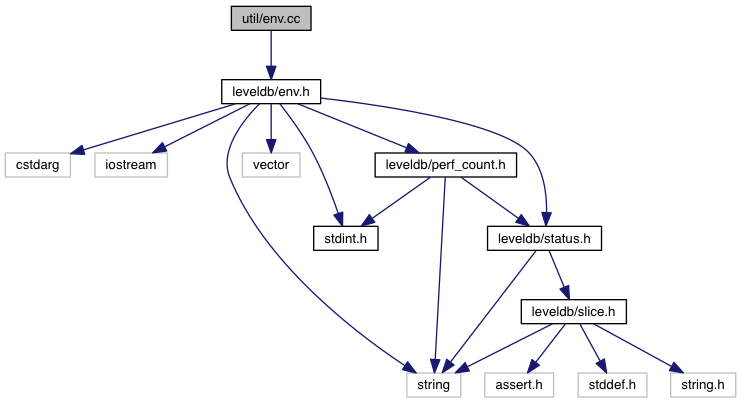 util/env.cc
leveldb/env.h
cstdarg
iostream
vector
leveldb/perf_count.h
stdint.h
leveldb/status.h
leveldb/slice.h
string
assert.h
stddef.h
string.h